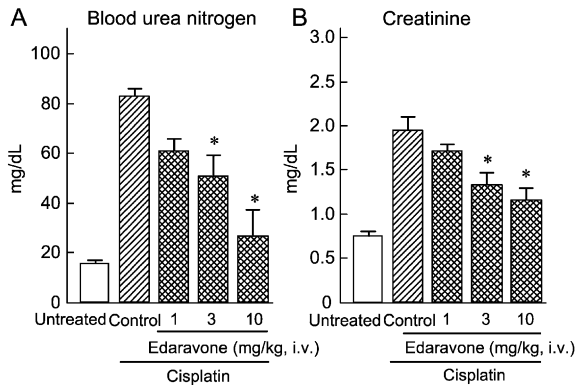 A Blood urea nitrogen
mg/dL
100
80
60
40
20
0
*
*
Untreated Control 1 3 10
Edaravone (mg/kg, i.v.)
Cisplatin
B Creatinine
mg/dL
3.0
2.0
1.5
1.0
0.5
0
*
*
Untreated Control 1 3 10
Edaravone (mg/kg, i.v.)
Cisplatin